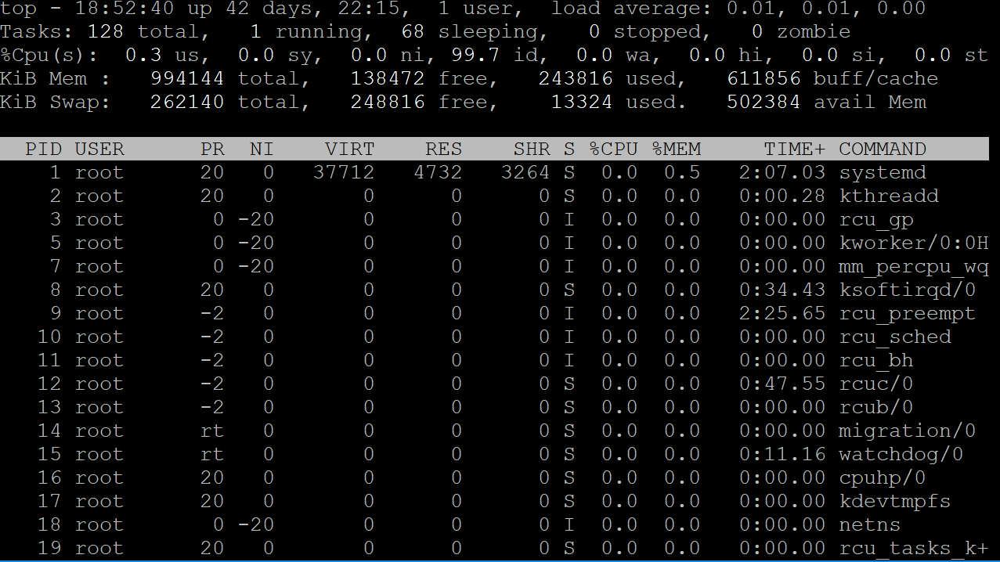 top - 18:52:40 up 42 days, 22:15,  1 user,  load average: 0.01, 0.01, 0.00
Tasks: 128 total,   1 running,  68 sleeping,   0 stopped,   0 zombie
%Cpu(s):  0.3 us,  0.0 sy,  0.0 ni, 99.7 id,  0.0 wa,  0.0 hi,  0.0 si,  0.0 st
KiB Mem :   994144 total,   138472 free,   243816 used,   611856 buff/cache
KiB Swap:   262140 total,   248816 free,    13324 used.   502384 avail Mem
  PID USER      PR  NI    VIRT    RES    SHR S %CPU %MEM     TIME+ COMMAND
    1 root      20   0   37712   4732   3264 S  0.0  0.5   2:07.03 systemd
    2 root      20   0       0      0      0 S  0.0  0.0   0:00.28 kthreadd
    3 root       0 -20       0      0      0 I  0.0  0.0   0:00.00 rcu_gp
    5 root       0 -20       0      0      0 I  0.0  0.0   0:00.00 kworker/0:0H
    7 root       0 -20       0      0      0 I  0.0  0.0   0:00.00 mm_percpu_wq
    8 root      20   0       0      0      0 S  0.0  0.0   0:34.43 ksoftirqd/0
    9 root      -2   0       0      0      0 I  0.0  0.0   2:25.65 rcu_preempt
   10 root      -2   0       0      0      0 I  0.0  0.0   0:00.00 rcu_sched
   11 root      -2   0       0      0      0 I  0.0  0.0   0:00.00 rcu_bh
   12 root      -2   0       0      0      0 S  0.0  0.0   0:47.55 rcuc/0
   13 root      -2   0       0      0      0 S  0.0  0.0   0:00.00 rcub/0
   14 root      rt   0       0      0      0 S  0.0  0.0   0:00.00 migration/0
   15 root      rt   0       0      0      0 S  0.0  0.0   0:11.16 watchdog/0
   16 root      20   0       0      0      0 S  0.0  0.0   0:00.00 cpuhp/0
   17 root      20   0       0      0      0 S  0.0  0.0   0:00.00 kdevtmpfs
   18 root       0 -20       0      0      0 I  0.0  0.0   0:00.00 netns
   19 root      20   0       0      0      0 S  0.0  0.0   0:00.00 rcu_tasks_k+